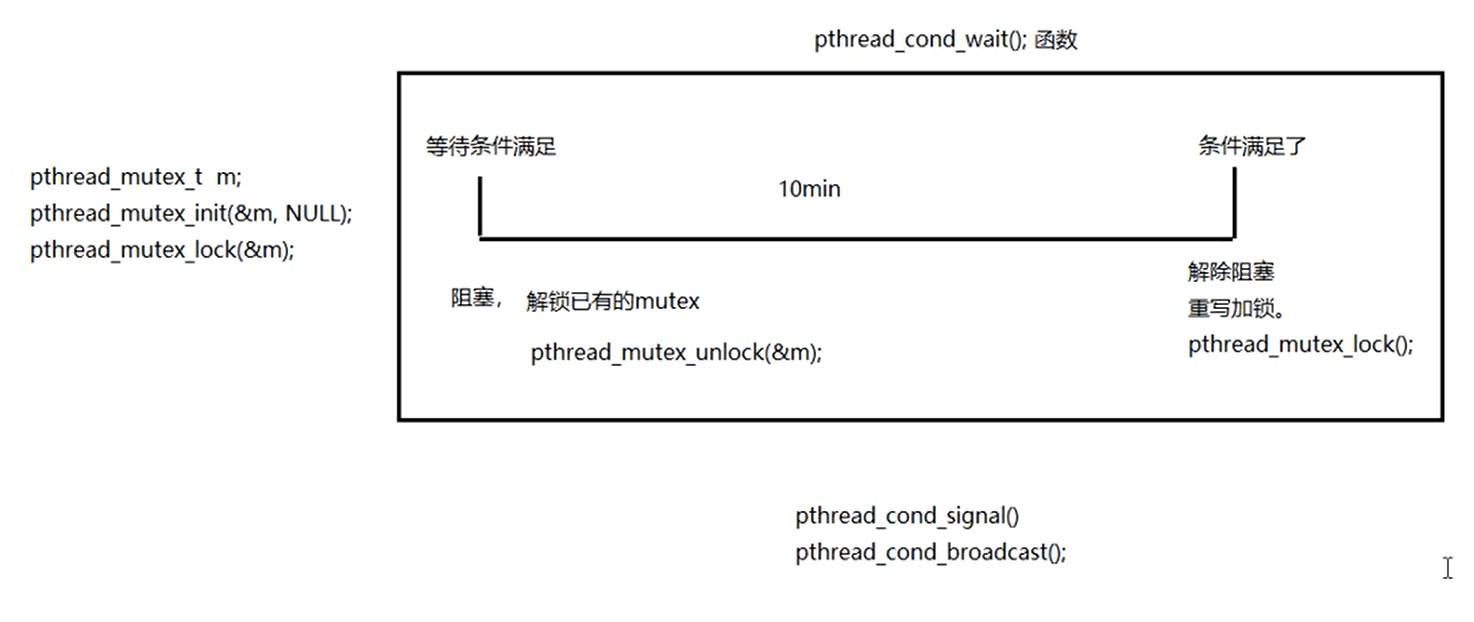 pthread_cond_wait(); 函数
等待条件满足
条件满足了
10min
pthread_mutex_t  m;
pthread_mutex_init(&m, NULL);
pthread_mutex_lock(&m);
阻塞， 解锁已有的mutex
pthread_mutex_unlock(&m);
解除阻塞
重写加锁。
pthread_mutex_lock();
pthread_cond_signal()
pthread_cond_broadcast();